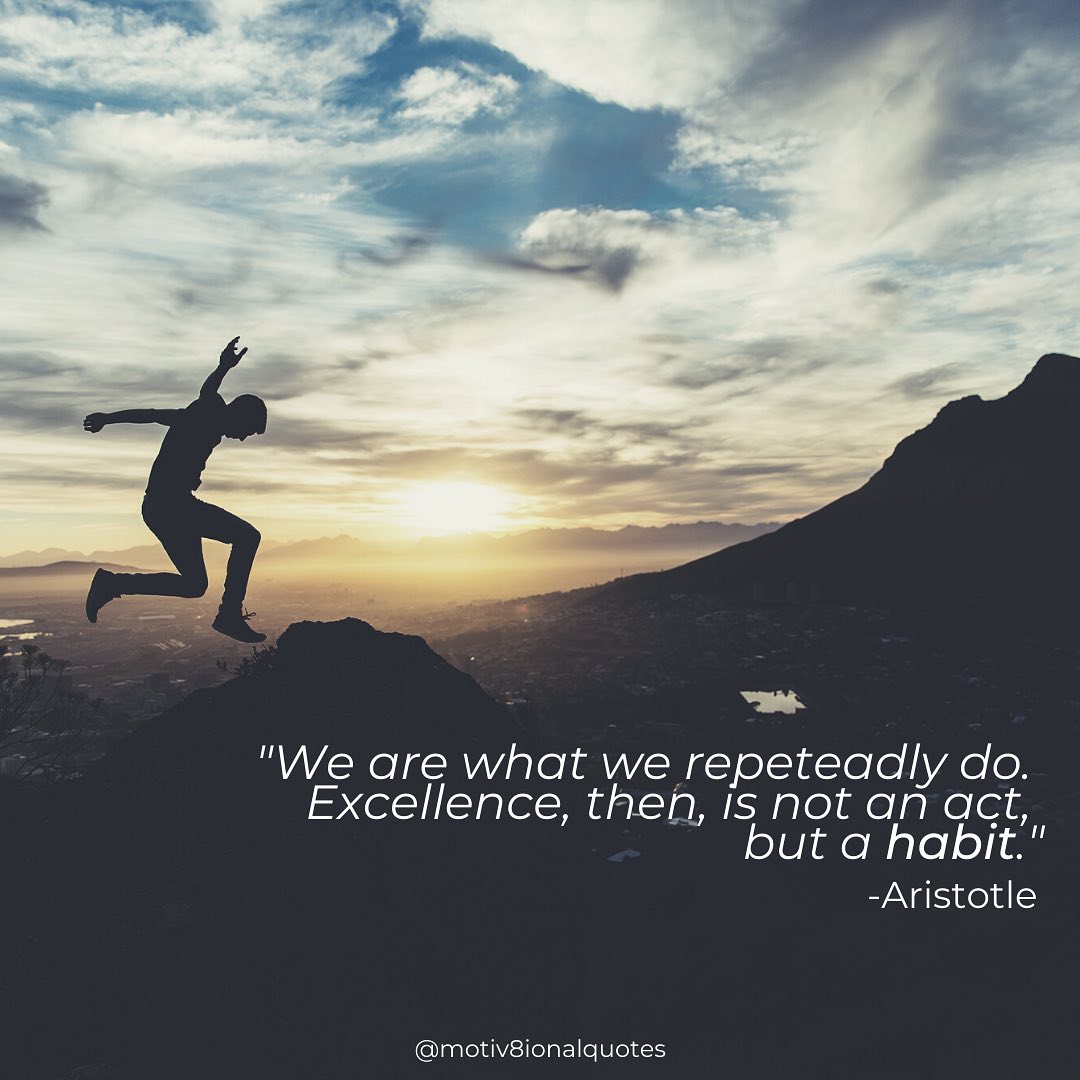 "We are what we repeteadly do.
Excellence, then, is not an act,
but a habit."
-Aristotle
@motiv8ionalquotes